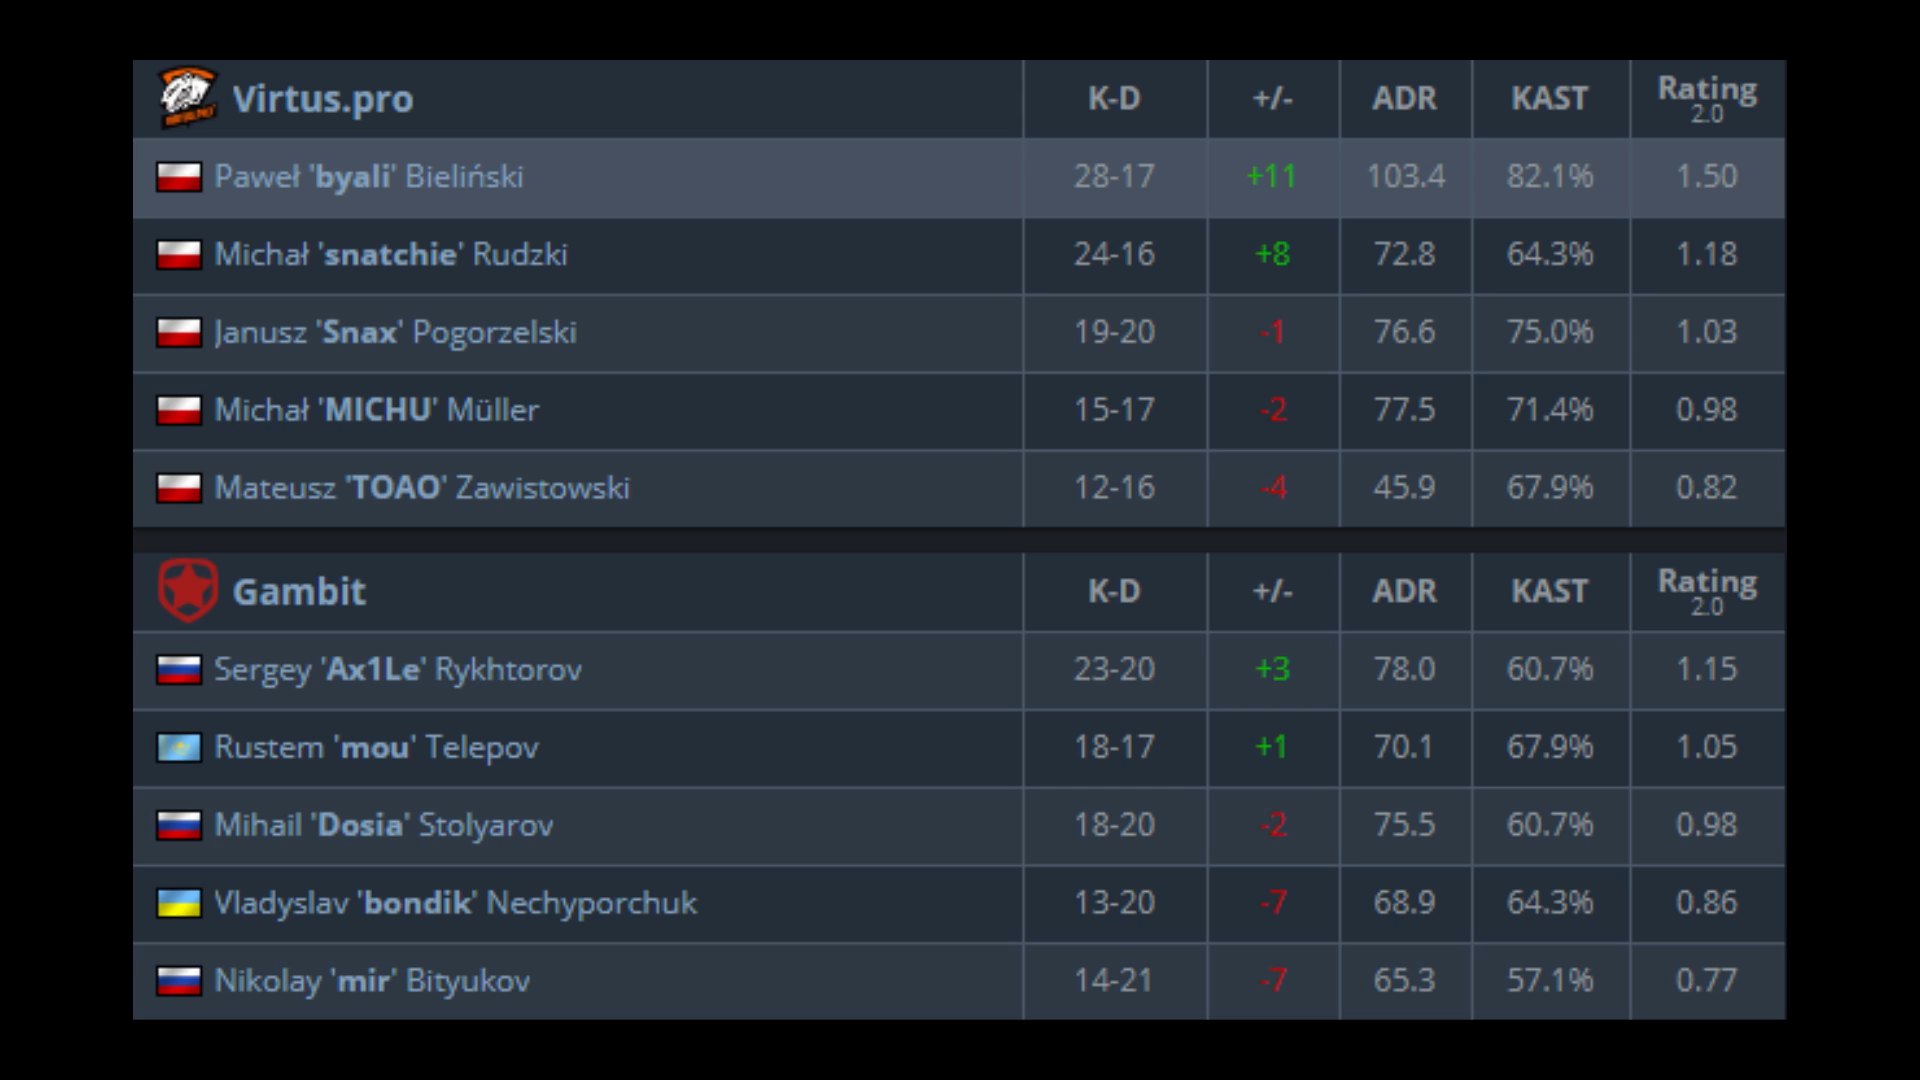 Virtus.pro K-D +/- ADR KAST Rating 2.0
Paweł 'byali' Bieliński 28-17 +11 103.4 82.1% 1.50
Michał 'snatchie' Rudzki 24-16 +8 72.8 64.3% 1.18
Janusz 'Snax' Pogorzelski 19-20 -1 76.6 75.0% 1.03
Michał 'MICHU' Müller 15-17 -2 77.5 71.4% 0.98
Mateusz 'TOAO' Zawistowski 12-16 -4 45.9 67.9% 0.82
Gambit K-D +/- ADR KAST Rating 2.0
Sergey 'Ax1Le' Rykhtorov 23-20 +3 78.0 60.7% 1.15
Rustem 'mou' Telepov 18-17 +1 70.1 67.9% 1.05
Mihail 'Dosia' Stolyarov 18-20 -2 75.5 60.7% 0.98
Vladyslav 'bondik' Nechyporchuk 13-20 -7 68.9 64.3% 0.86
Nikolay 'mir' Bityukov 14-21 -7 65.3 57.1% 0.77